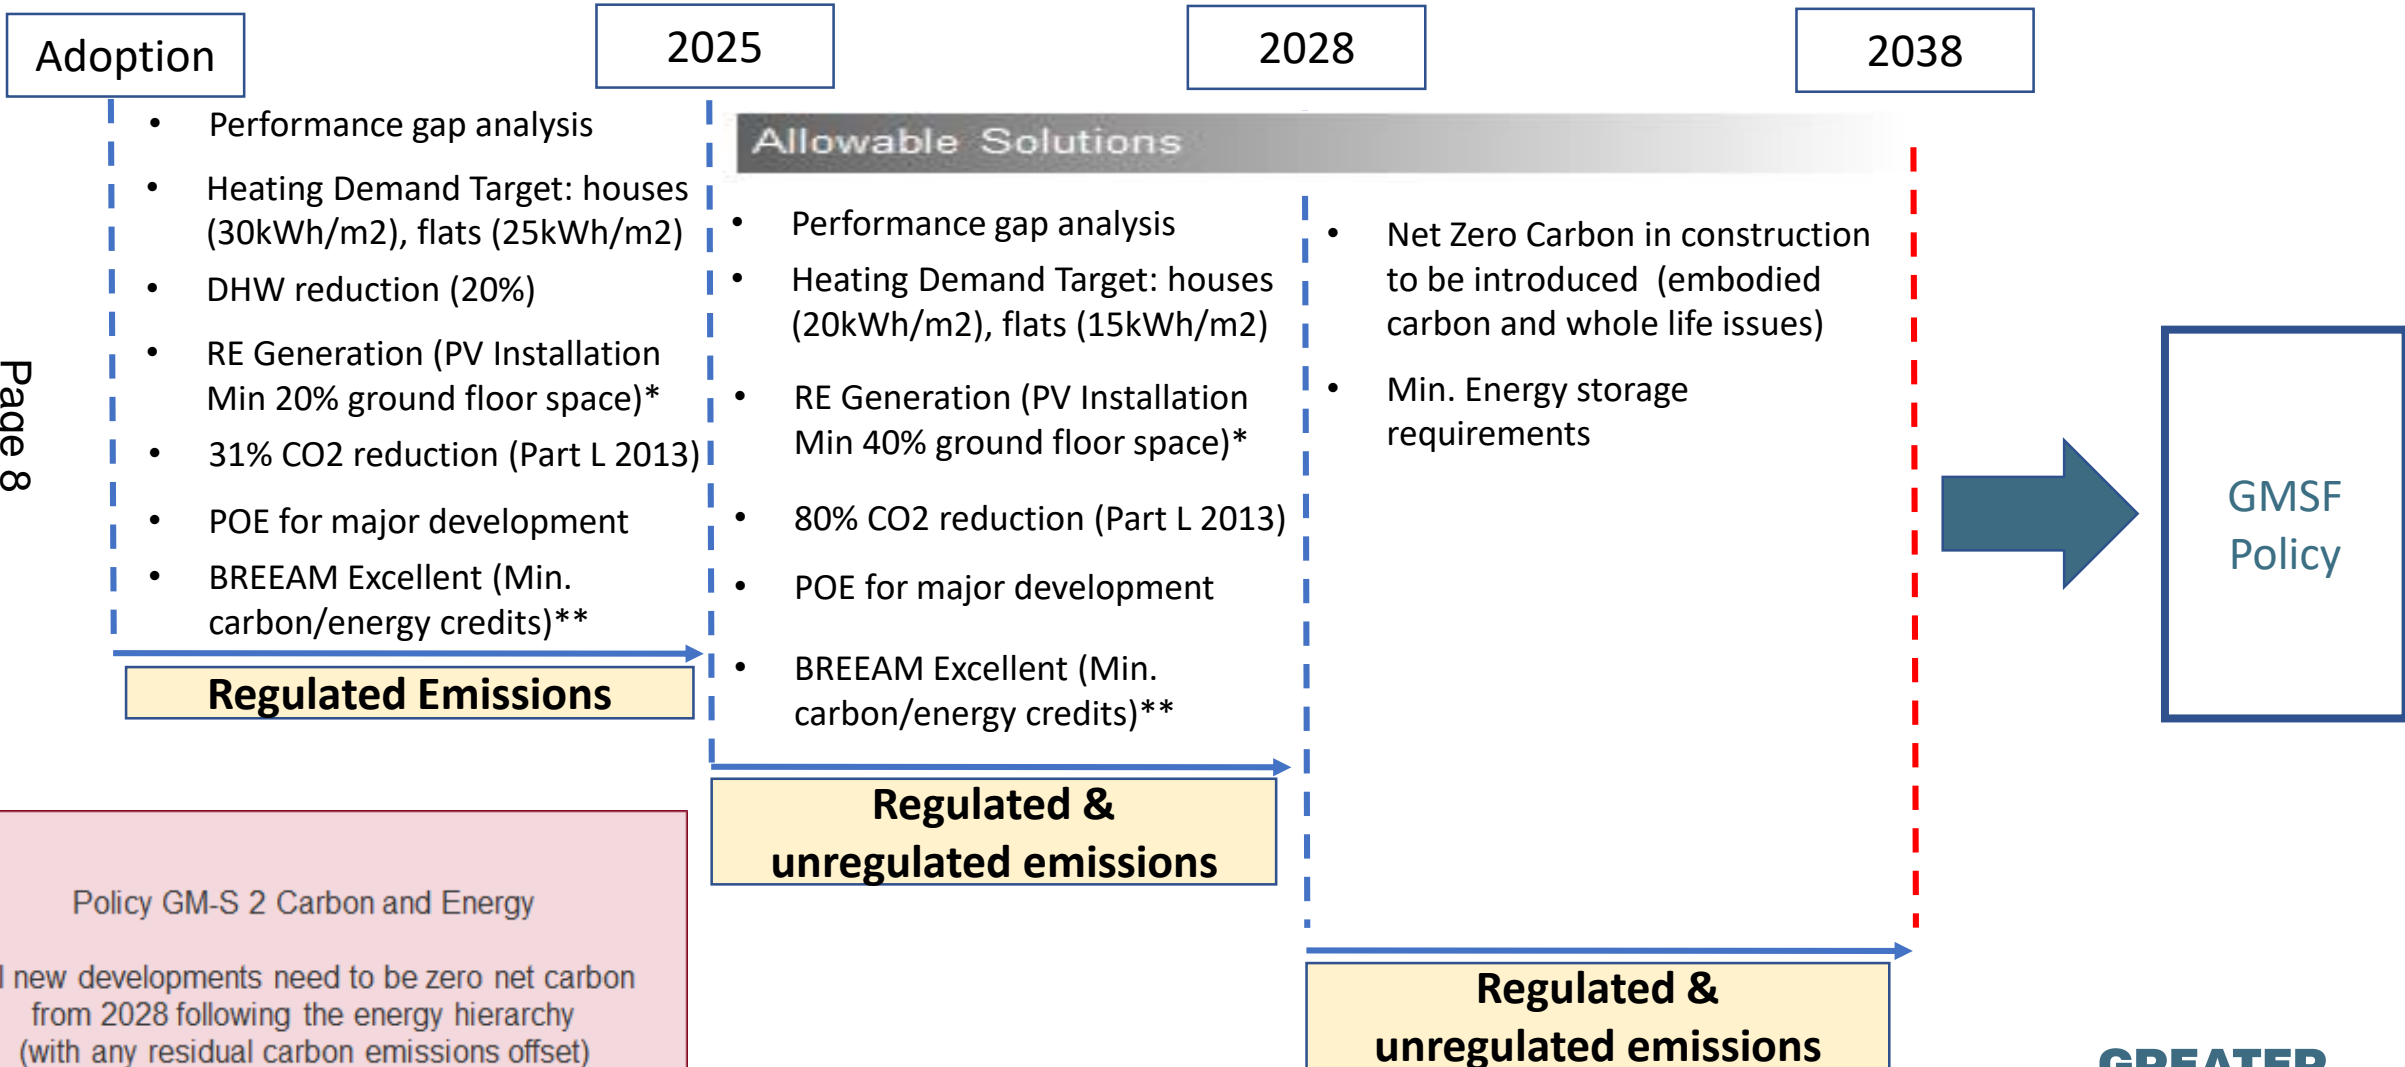 Adoption
2025
2028
2038
• Performance gap analysis
• Heating Demand Target: houses
(30kWh/m2), flats (25kWh/m2)
• DHW reduction (20%)
• RE Generation (PV Installation
Min 20% ground floor space)*
• 31% CO2 reduction (Part L 2013)
• POE for major development
• BREEAM Excellent (Min.
carbon/energy credits)**
Regulated Emissions
Allowable Solutions
• Performance gap analysis
• Heating Demand Target: houses
(20kWh/m2), flats (15kWh/m2)
• RE Generation (PV Installation
Min 40% ground floor space)*
• 80% CO2 reduction (Part L 2013)
• POE for major development
• BREEAM Excellent (Min.
carbon/energy credits)**
Regulated &
unregulated emissions
• Net Zero Carbon in construction
to be introduced (embodied
carbon and whole life issues)
• Min. Energy storage
requirements
Regulated &
unregulated emissions
GMSF
Policy
Page 8
Policy GM-S 2 Carbon and Energy
new developments need to be zero net carbon
from 2028 following the energy hierarchy
(with any residual carbon emissions offset)
GREATER